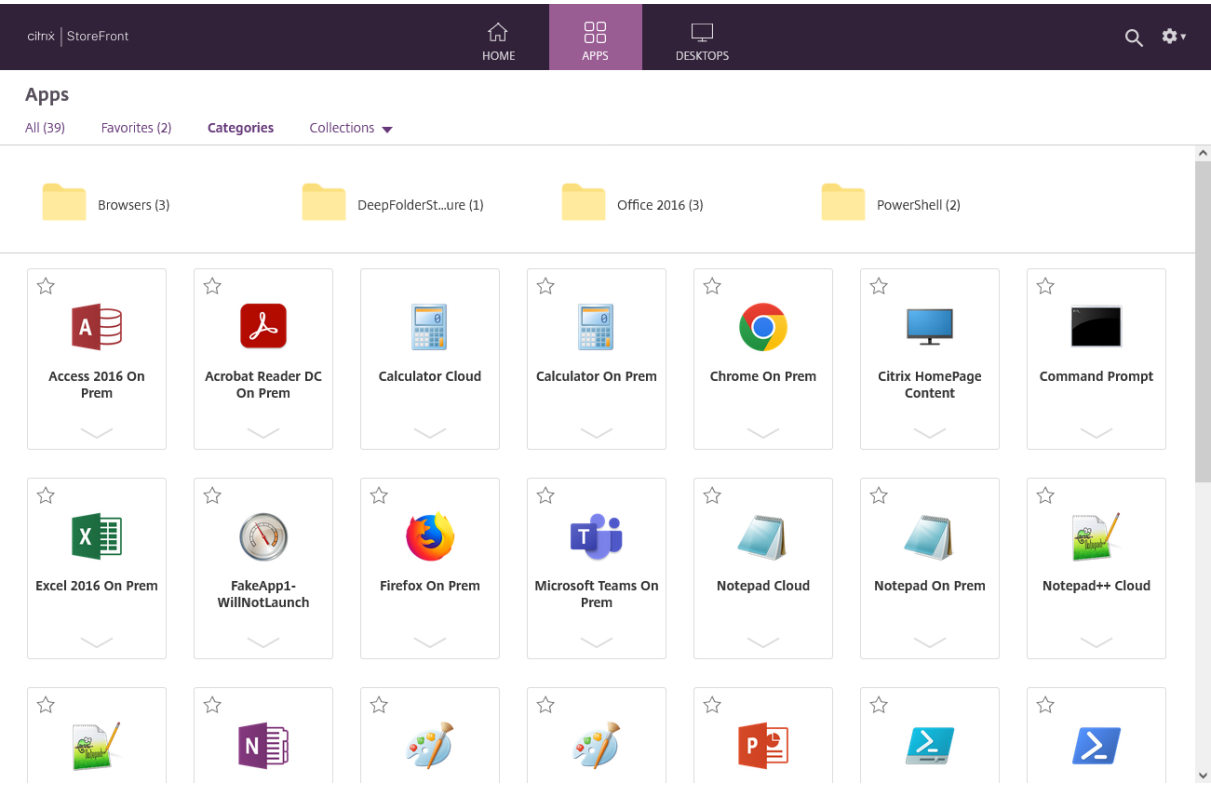 citrix StoreFront
HOME
APPS
DESKTOPS
Apps
All (39)
Favorites (2)
Categories
Collections
Browsers (3)
DeepFolderSt...ure (1)
Office 2016 (3)
PowerShell (2)
A
0
0
Access 2016 On
Prem
Acrobat Reader DC
On Prem
Calculator Cloud
Calculator On Prem
Chrome On Prem
Citrix HomePage
Content
Command Prompt
X
T
Excel 2016 On Prem
FakeApp1-
WillNotLaunch
Firefox On Prem
Microsoft Teams On
Prem
Notepad Cloud
Notepad On Prem
Notepad++ Cloud
N
P